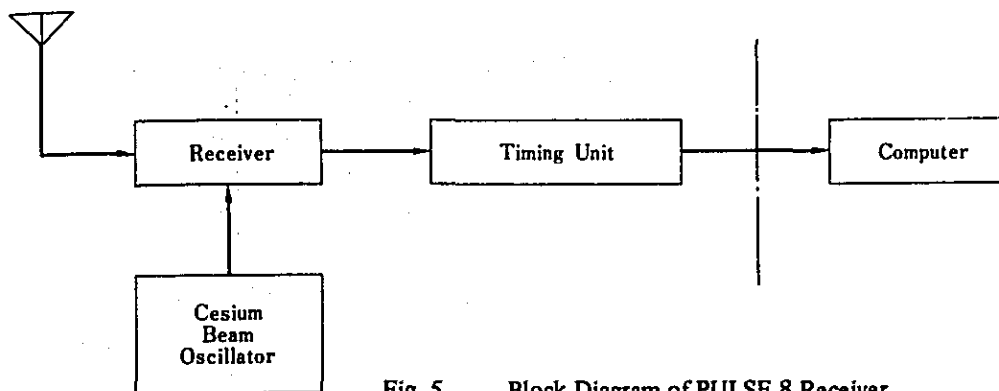 Receiver
Timing Unit
Computer
Cesium
Beam
Oscillator
Fig. 5 Block Diagram of PULSE 8 Receiver